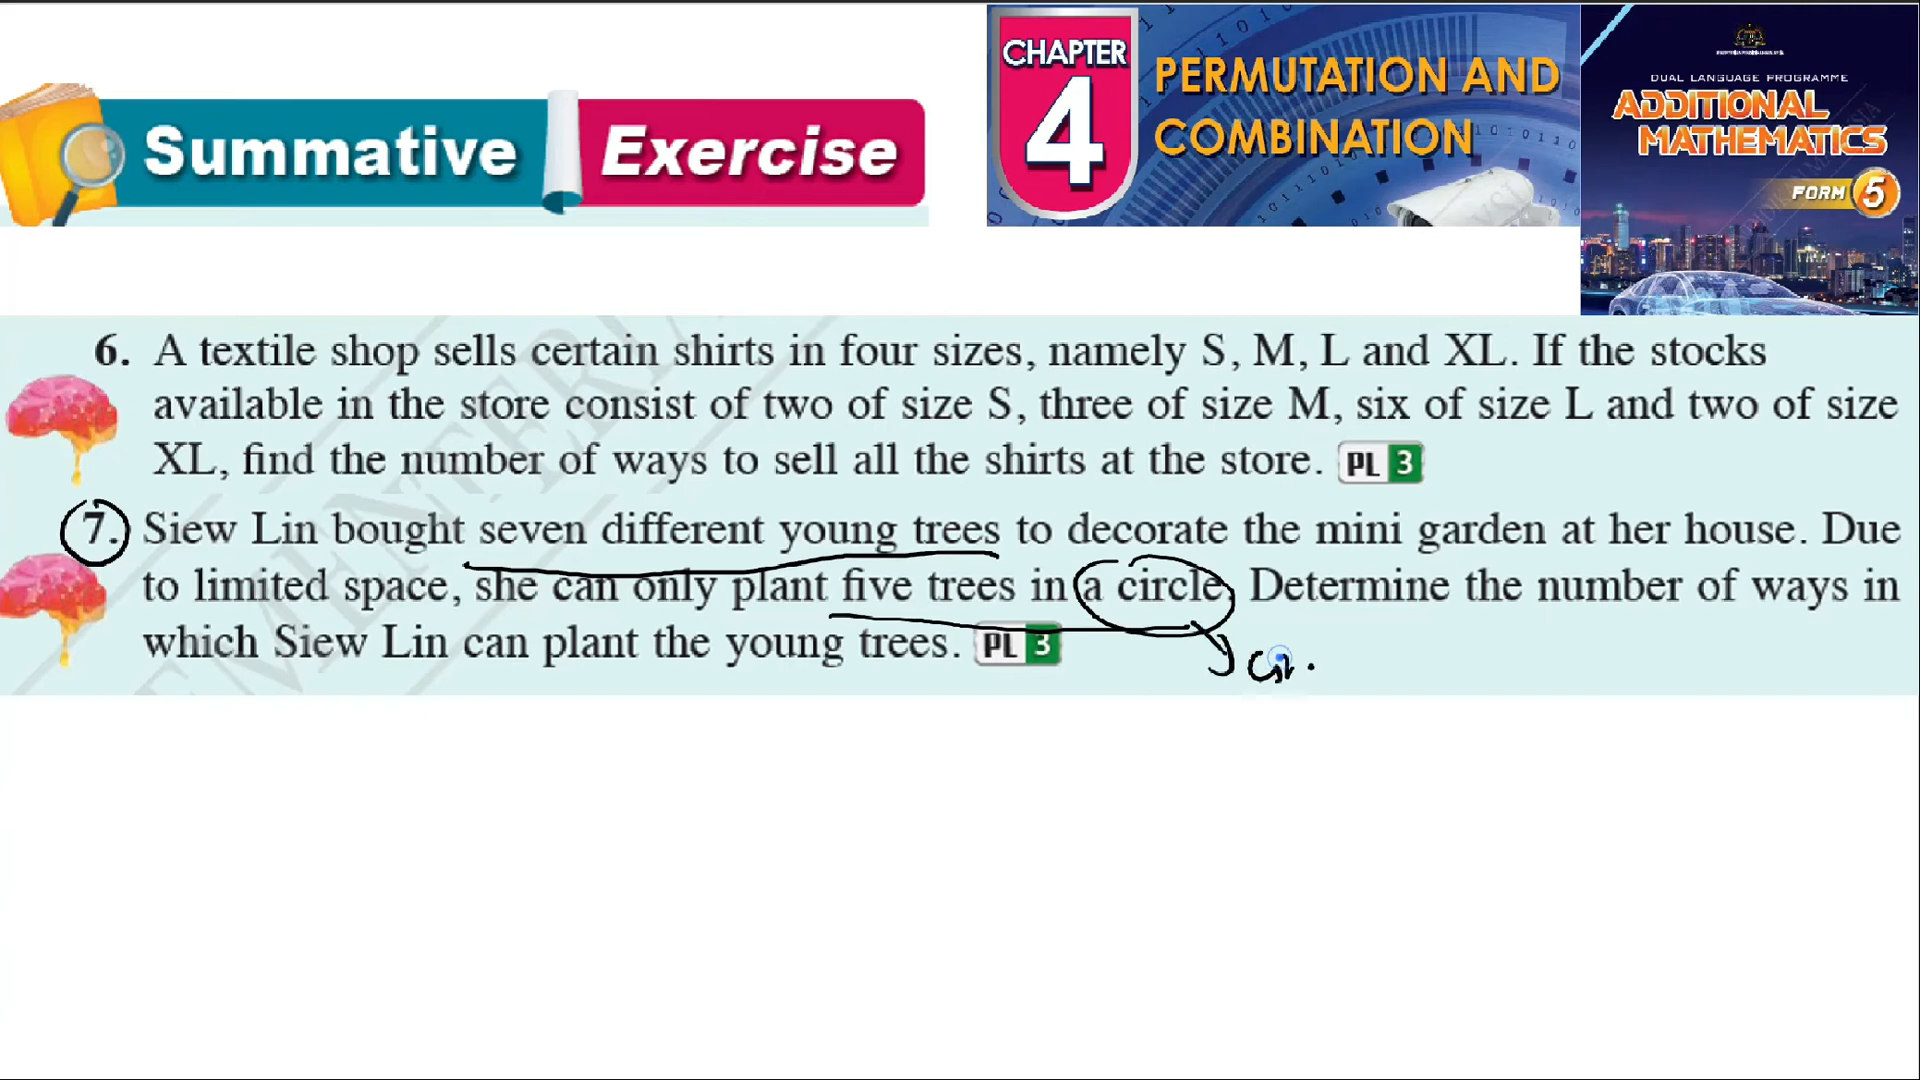 CHAPTER
4
PERMUTATION AND
COMBINATION
DUAL LANGUAGE PROGRAMME
ADDITIONAL
MATHEMATICS
FORM 5
Summative Exercise
6. A textile shop sells certain shirts in four sizes, namely S, M, L and XL. If the stocks
available in the store consist of two of size S, three of size M, six of size L and two of size
XL, find the number of ways to sell all the shirts at the store. PL 3
7. Siew Lin bought seven different young trees to decorate the mini garden at her house. Due
to limited space, she can only plant five trees in a circle. Determine the number of ways in
which Siew Lin can plant the young trees. PL 3